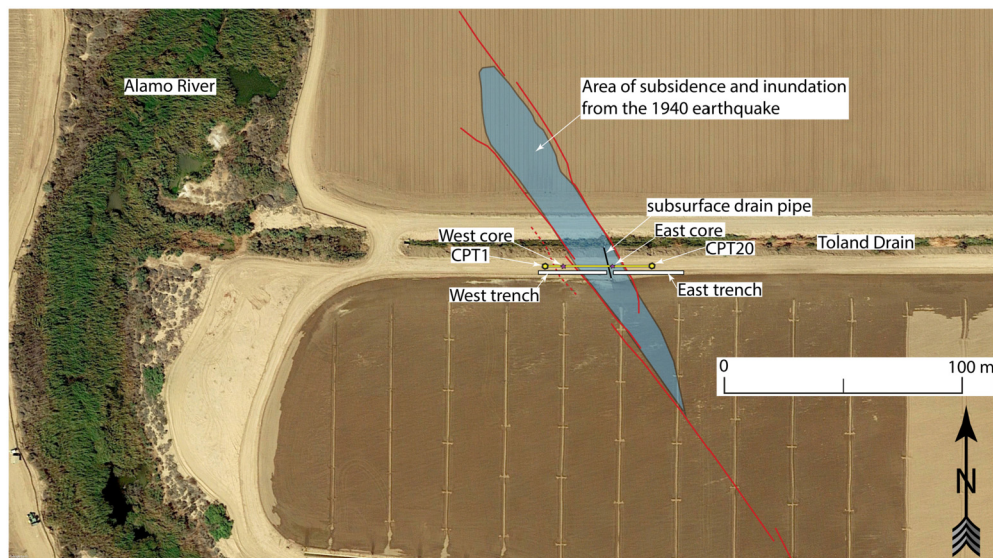 Alamo River
Area of subsidence and inundation
from the 1940 earthquake
subsurface drain pipe
West core
East core
CPT1
CPT20
Toland Drain
West trench
East trench
0
100 m
N